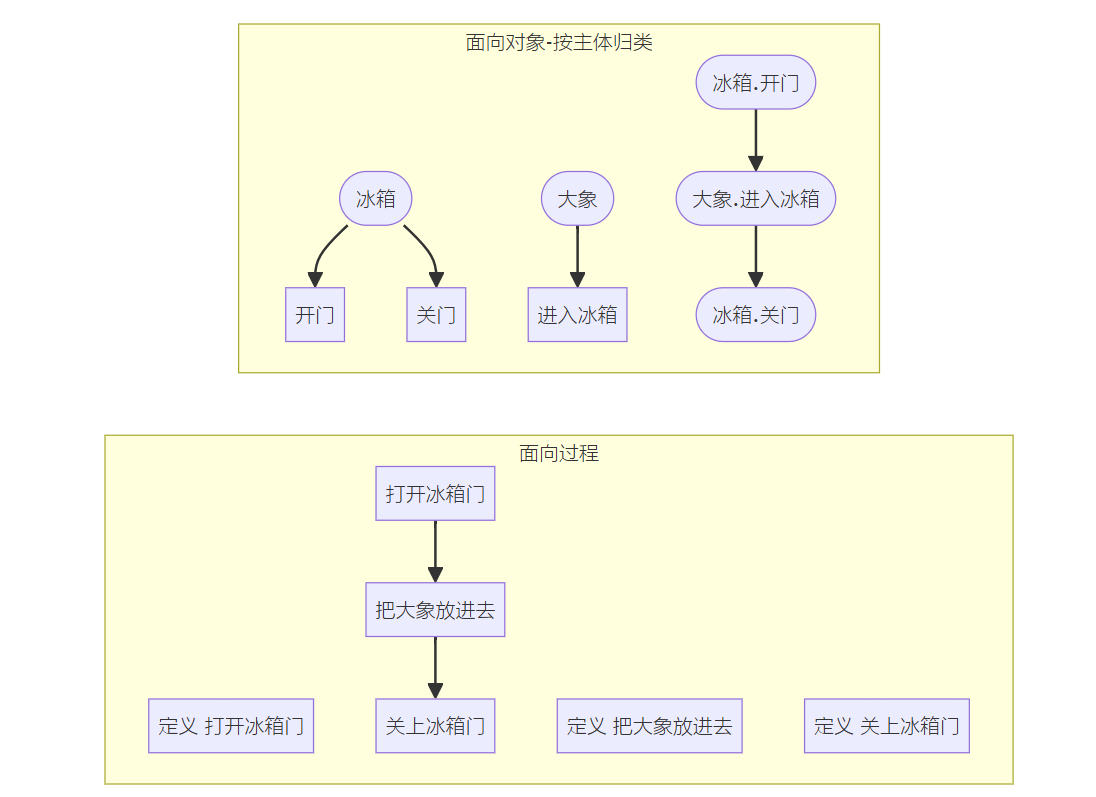 面向对象-按主体归类
冰箱.开门
冰箱
大象
大象.进入冰箱
开门
关门
进入冰箱
冰箱.关门
面向过程
打开冰箱门
把大象放进去
定义 打开冰箱门
关上冰箱门
定义 把大象放进去
定义 关上冰箱门